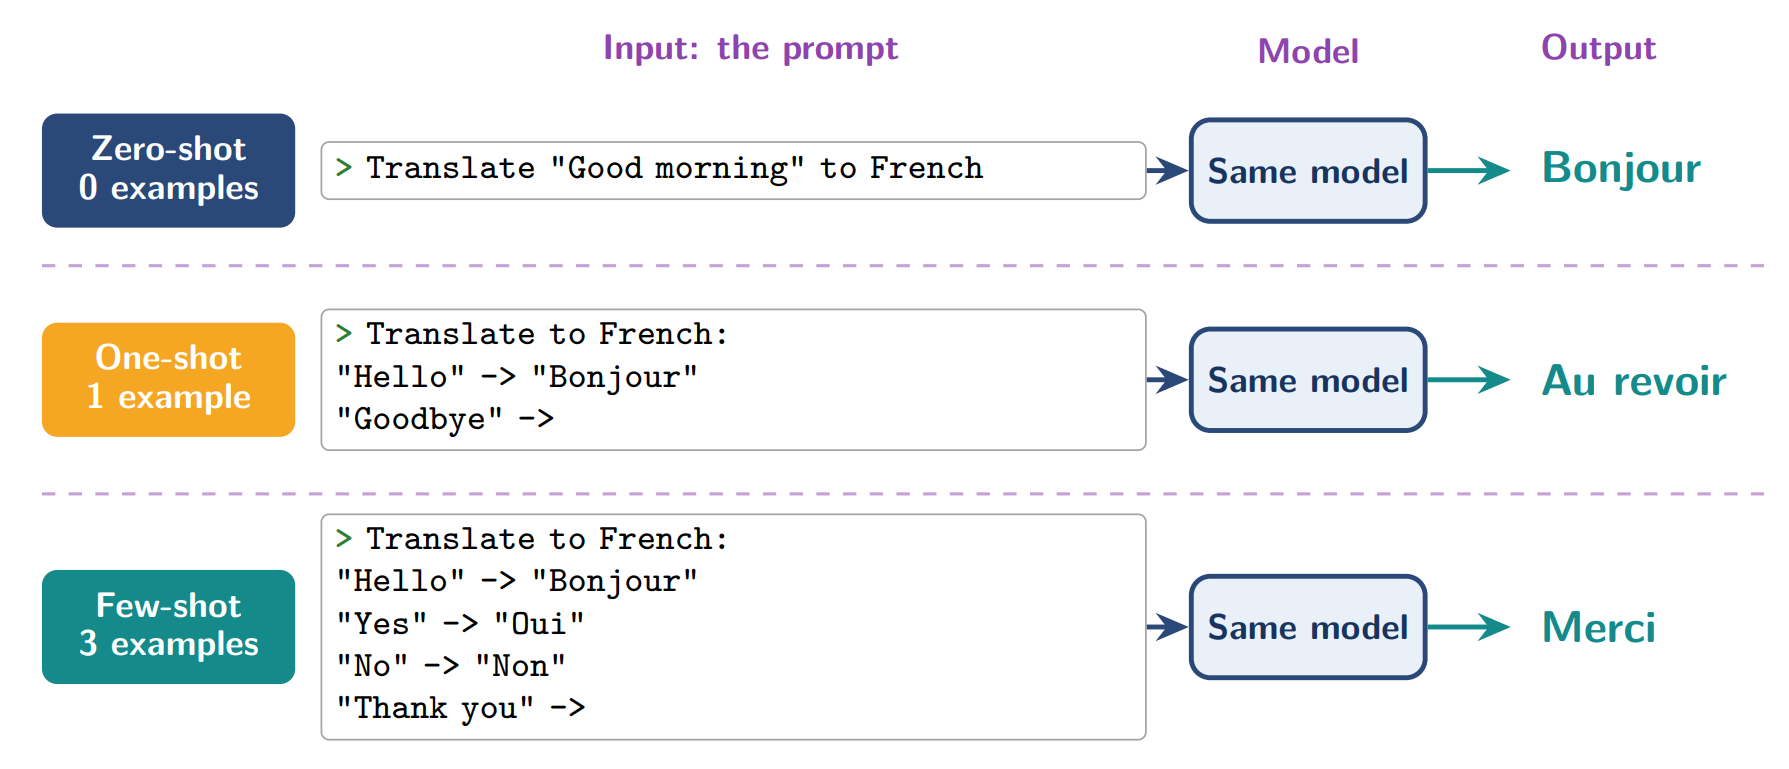 Input: the prompt
Model
Output
Zero-shot
0 examples
> Translate "Good morning" to French
Same model
Bonjour
One-shot
1 example
> Translate to French:
"Hello" -> "Bonjour"
"Goodbye" ->
Same model
Au revoir
Few-shot
3 examples
> Translate to French:
"Hello" -> "Bonjour"
"Yes" -> "Oui"
"No" -> "Non"
"Thank you" ->
Same model
Merci